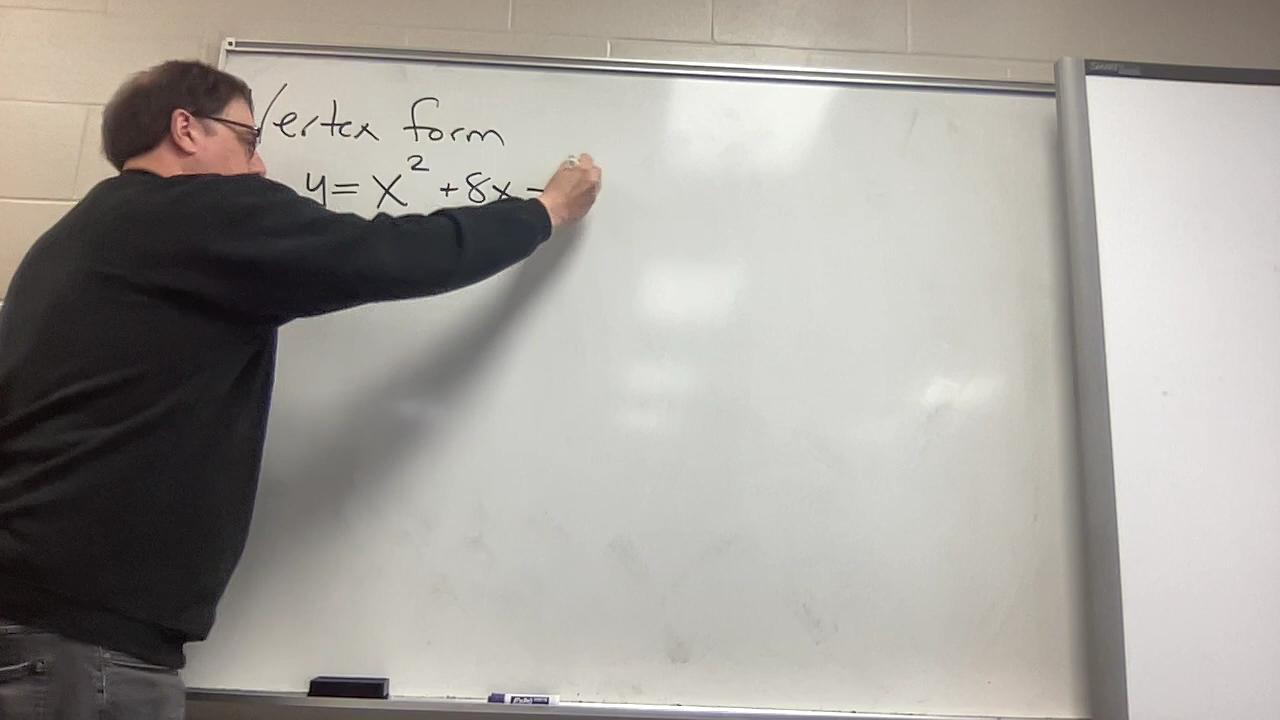 Vertex form
y = x² + 8x -